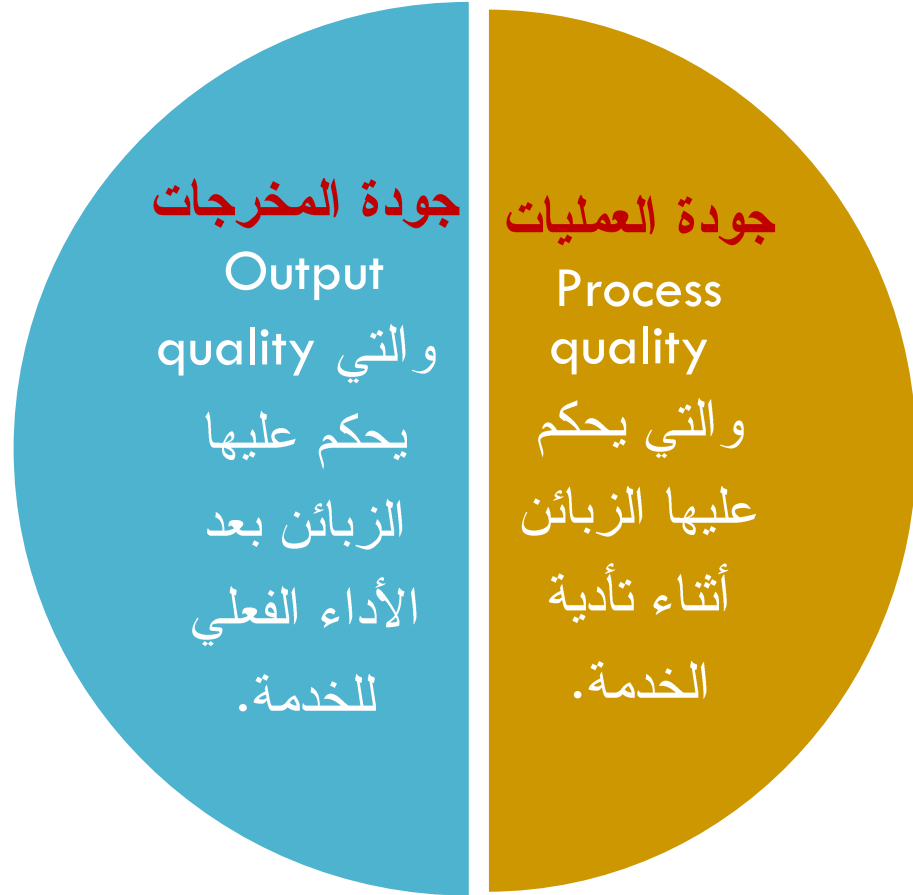 جودة العمليات
Process
quality
والتي يحكم
عليها الزبائن
أثناء تأدية
الخدمة.
جودة المخرجات
Output
quality والتي
يحكم عليها
الزبائن بعد
الأداء الفعلي
للخدمة.